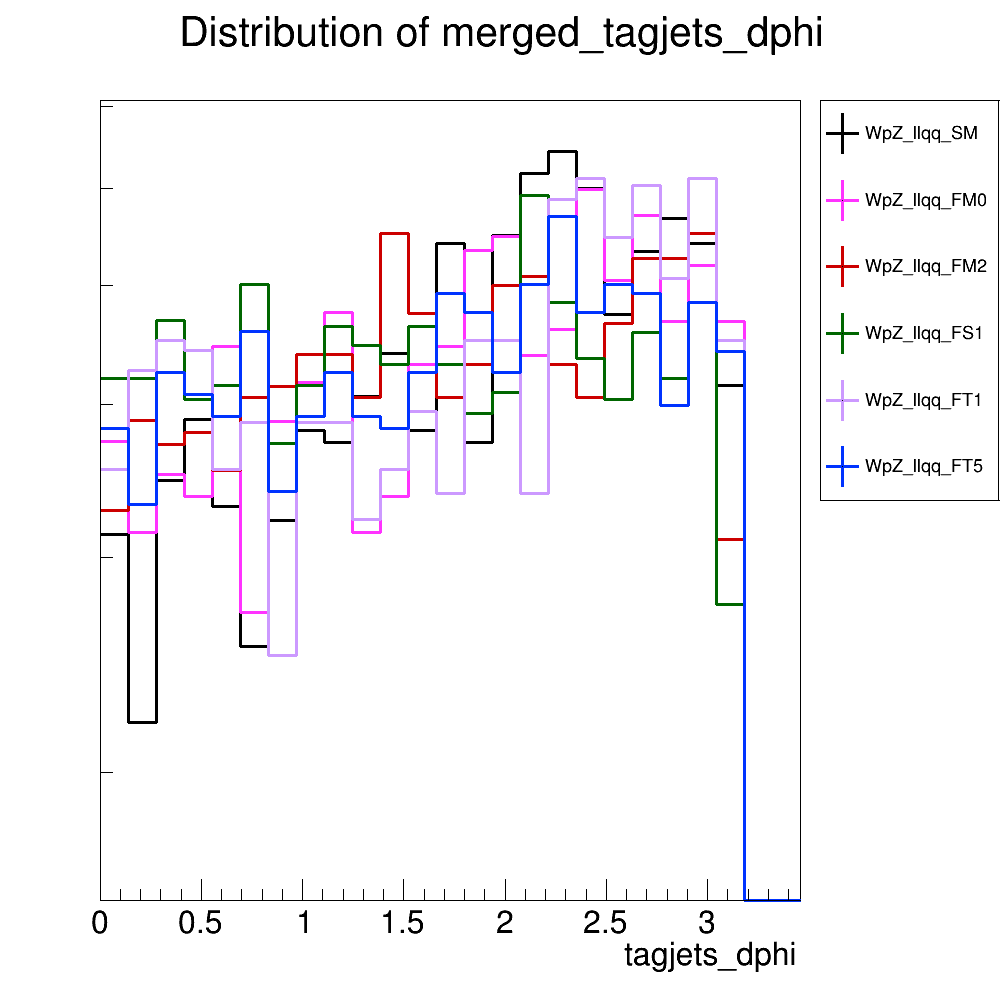 Distribution of merged_tagjets_dphi
WpZ_llqq_SM
WpZ_llqq_FM0
WpZ_llqq_FM2
WpZ_llqq_FS1
WpZ_llqq_FT1
WpZ_llqq_FT5
0 0.5 1 1.5 2 2.5 3
tagjets_dphi